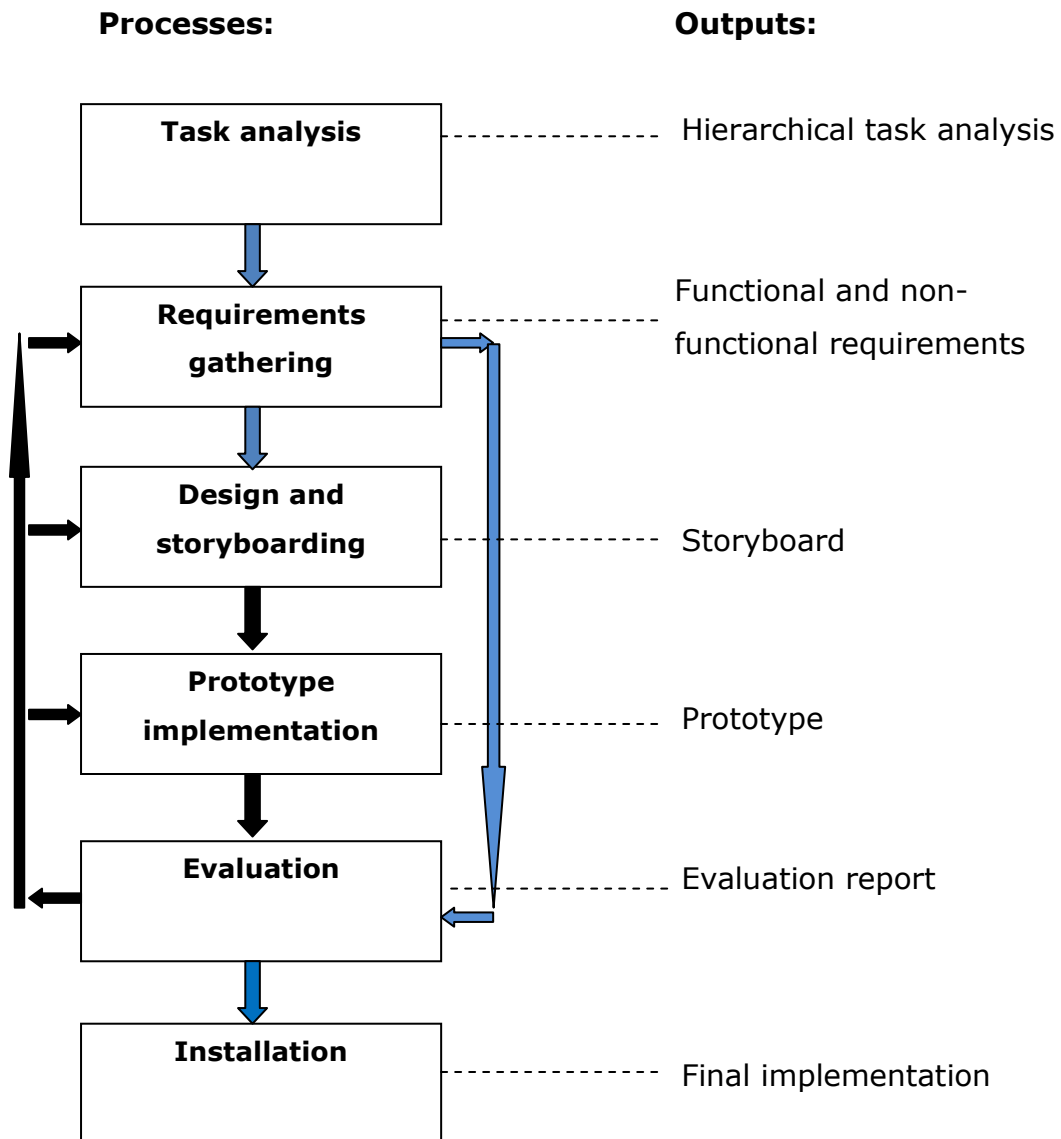 Processes:
Outputs:
Task analysis
Hierarchical task analysis
Requirements
gathering
Functional and non-
functional requirements
Design and
storyboarding
Storyboard
Prototype
implementation
Prototype
Evaluation
Evaluation report
Installation
Final implementation